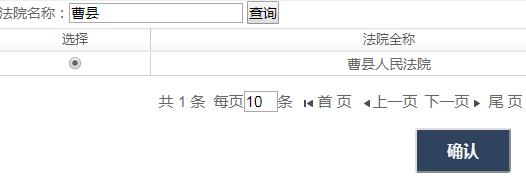 法院名称：曹县 查询
选择 法院全称
曹县人民法院
共 1 条 每页10条 首 页 上一页 下一页 尾 页
确认